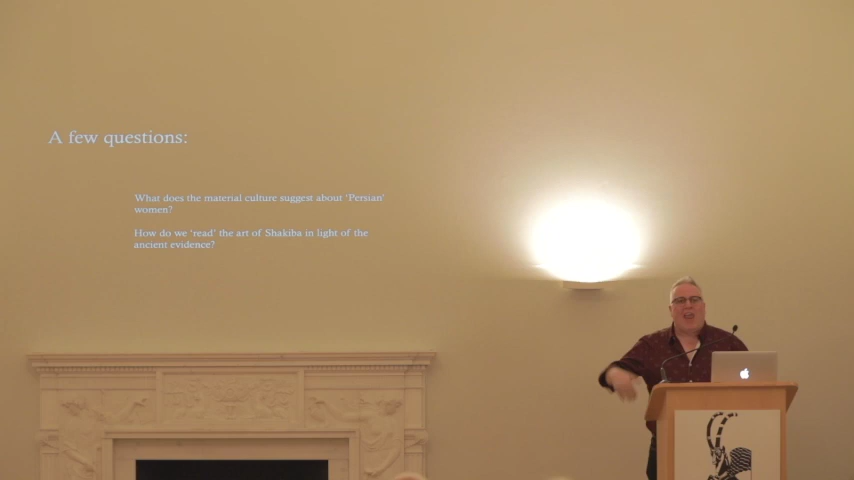 A few questions:
What does the material culture suggest about ‘Persian’
women?
How do we ‘read’ the art of Shakiba in light of the
ancient evidence?